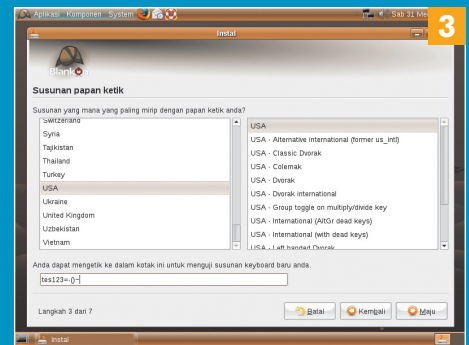 Aplikasi Komponen System
Sab 31 Me
3
Instal
BlankOn
Susunan papan ketik
Susunan yang mana yang paling mirip dengan papan ketik anda?
Switzerland
Syria
Tajikistan
Thailand
Turkey
USA
Ukraine
United Kingdom
Uzbekistan
Vietnam
USA
USA - Alternative international (former us_intl)
USA - Classic Dvorak
USA - Colemak
USA - Dvorak
USA - Dvorak international
USA - Group toggle on multiply/divide key
USA - International (AltGr dead keys)
USA - International (with dead keys)
USA - Left handed Dvorak
Anda dapat mengetik ke dalam kotak ini untuk menguji susunan keyboard baru anda.
tes123=-()~
Langkah 3 dari 7
Batal
Kembali
Maju
Instal